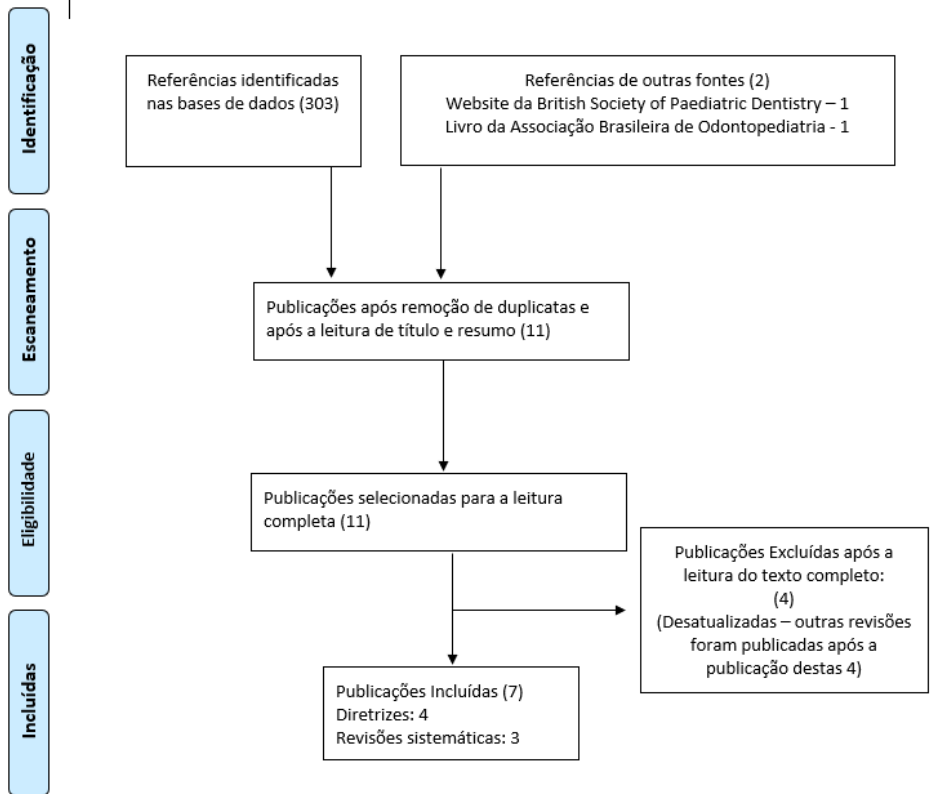 Identificação
Referências identificadas
nas bases de dados (303)
Referências de outras fontes (2)
Website da British Society of Paediatric Dentistry – 1
Livro da Associação Brasileira de Odontopediatria - 1
Escaneamento
Publicações após remoção de duplicatas e
após a leitura de título e resumo (11)
Eligibilidade
Publicações selecionadas para a leitura
completa (11)
Publicações Excluídas após a
leitura do texto completo:
(4)
(Desatualizadas – outras revisões
foram publicadas após a
publicação destas 4)
Incluídas
Publicações Incluídas (7)
Diretrizes: 4
Revisões sistemáticas: 3